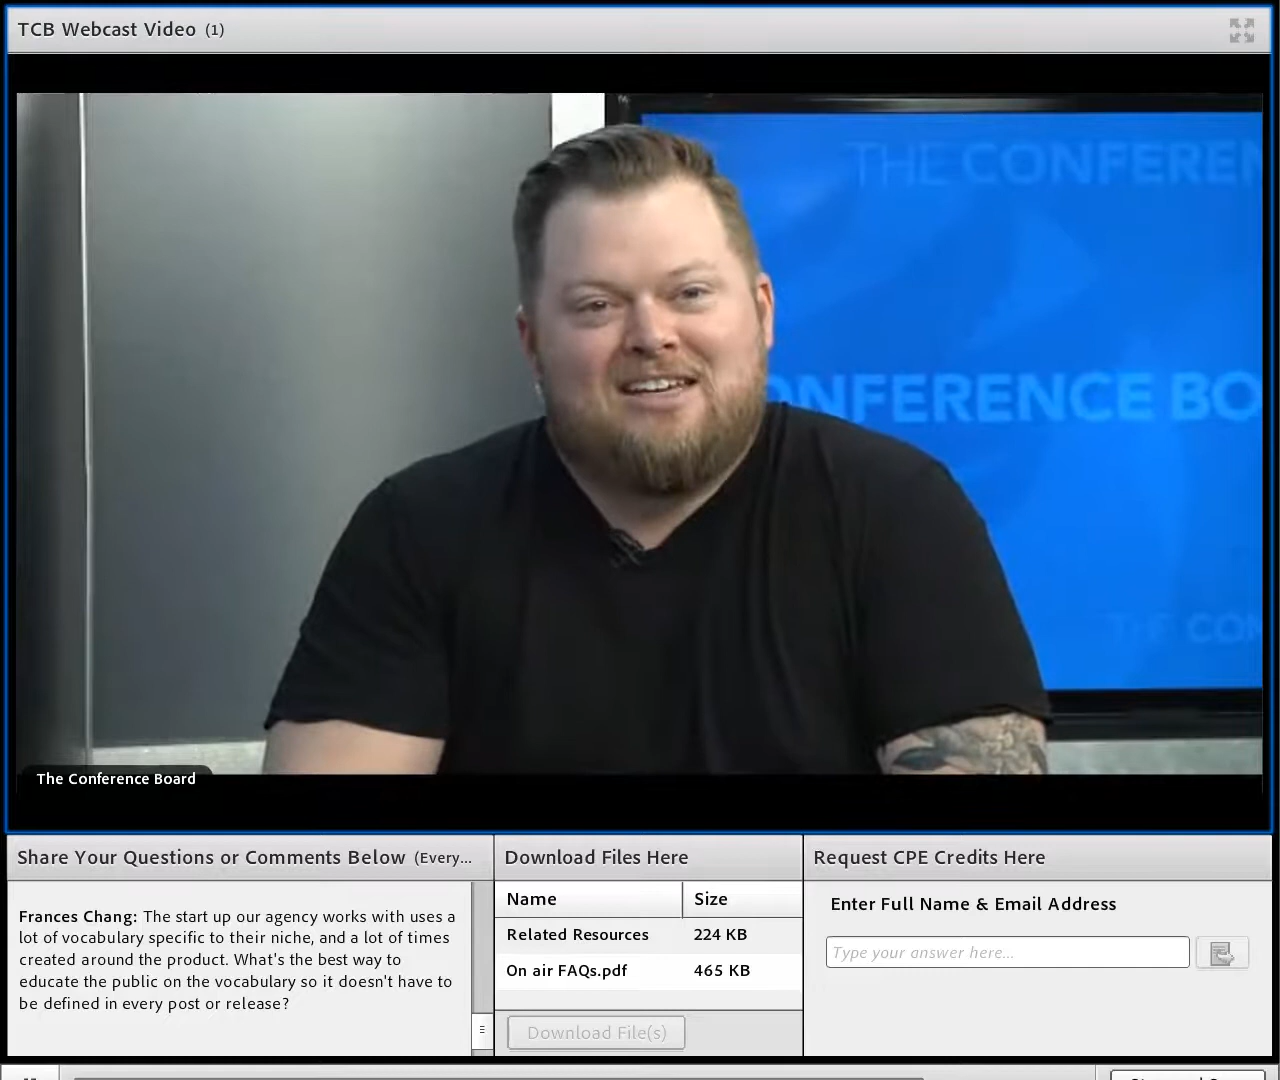 TCB Webcast Video (1)
THE CONFEREN
ONFERENCE BO
THE CON
The Conference Board
Share Your Questions or Comments Below (Every...
Frances Chang: The start up our agency works with uses a
lot of vocabulary specific to their niche, and a lot of times
created around the product. What's the best way to
educate the public on the vocabulary so it doesn't have to
be defined in every post or release?
Download Files Here
Name Size
Related Resources 224 KB
On air FAQs.pdf 465 KB
Download File(s)
Request CPE Credits Here
Enter Full Name & Email Address
Type your answer here...